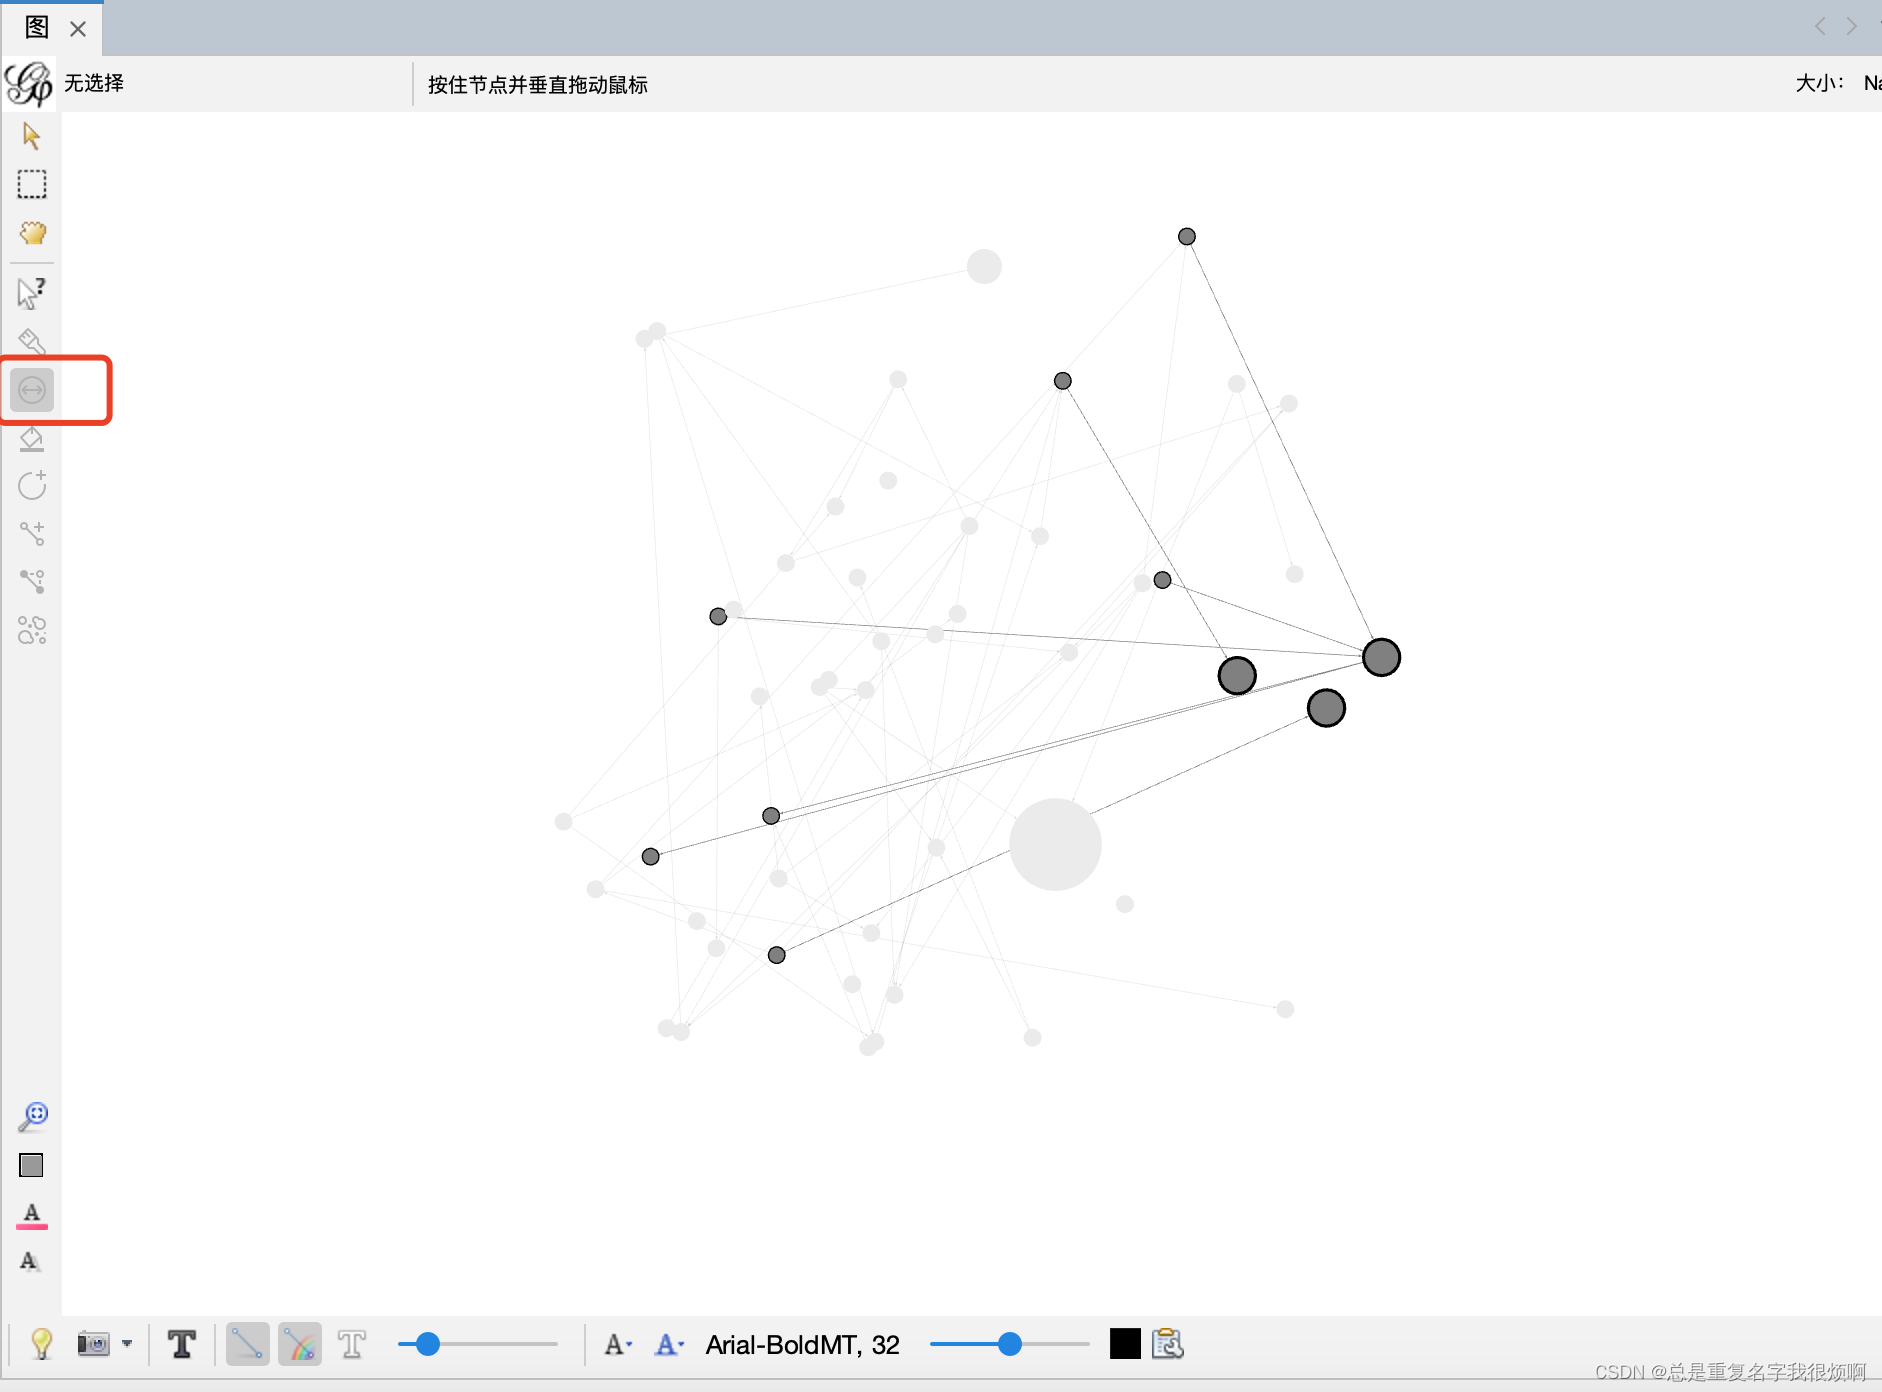 图
无选择
按住节点并垂直拖动鼠标
大小： Na
Arial-BoldMT, 32
CSDN @总是重复名字我很烦啊